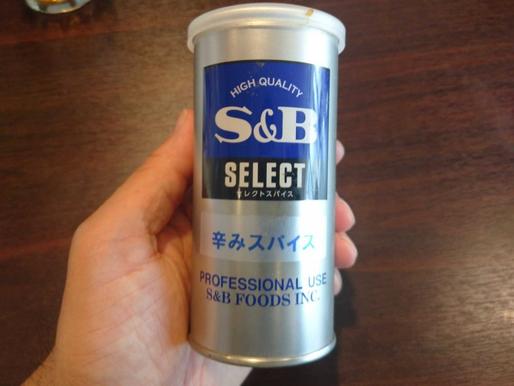 HIGH QUALITY
S&B
SELECT
セレクトスパイス
辛みスパイス
PROFESSIONAL USE
S&B FOODS INC.